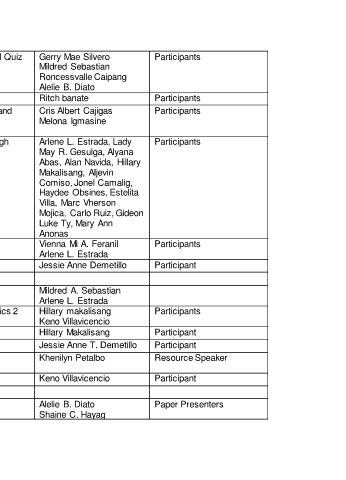 l Quiz Gerry Mae Silvero Participants
Mildred Sebastian
Roncessvalle Caipang
Alelie B. Diato
Ritch banate Participants
and Cris Albert Cajigas Participants
Melona Igmasine
gh Arlene L. Estrada, Lady Participants
May R. Gesulga, Alyana
Abas, Alan Navida, Hillary
Makalisang, Aljevin
Comiso, Jonel Camalig,
Haydee Obsines, Estelita
Villa, Marc Vherson
Mojica, Carlo Ruiz, Gideon
Luke Ty, Mary Ann
Anonas
Vienna Mi A. Feranil Participants
Arlene L. Estrada
Jessie Anne Demetillo Participant
Mildred A. Sebastian
Arlene L. Estrada
ics 2 Hillary makalisang Participants
Keno Villavicencio
Hillary Makalisang Participant
Jessie Anne T. Demetillo Participant
Khenilyn Petalbo Resource Speaker
Keno Villavicencio Participant
Alelie B. Diato Paper Presenters
Shaine C. Hayag